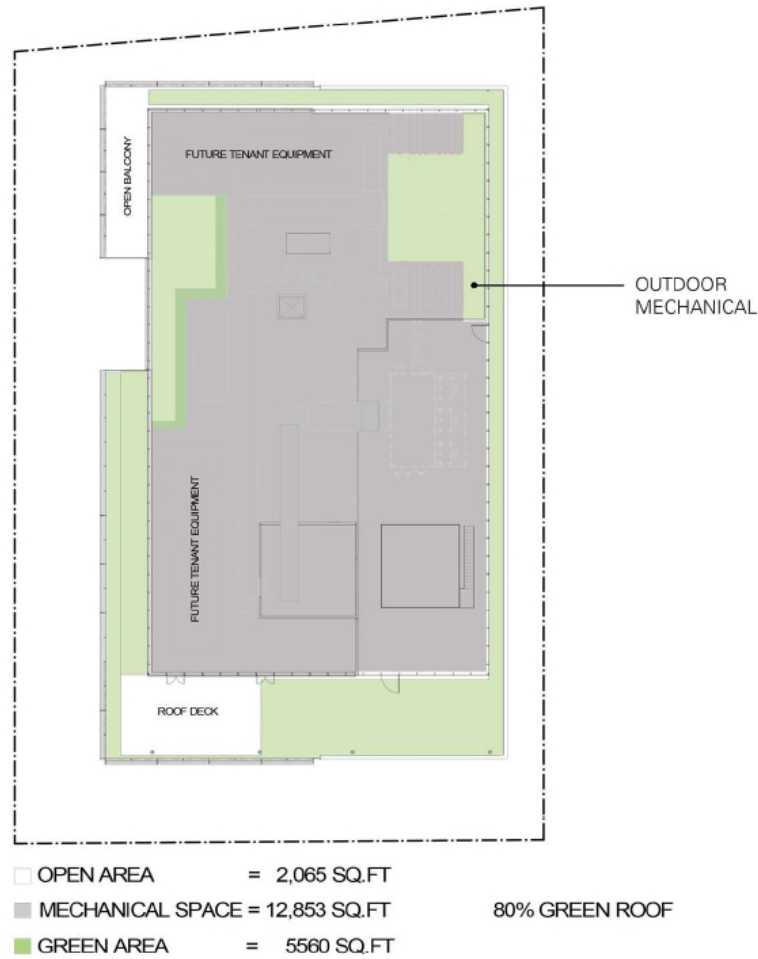 FUTURE TENANT EQUIPMENT
OPEN BALCONY
OUTDOOR
MECHANICAL
FUTURE TENANT EQUIPMENT
ROOF DECK
OPEN AREA = 2,065 SQ.FT
MECHANICAL SPACE = 12,853 SQ.FT 80% GREEN ROOF
GREEN AREA = 5560 SQ.FT